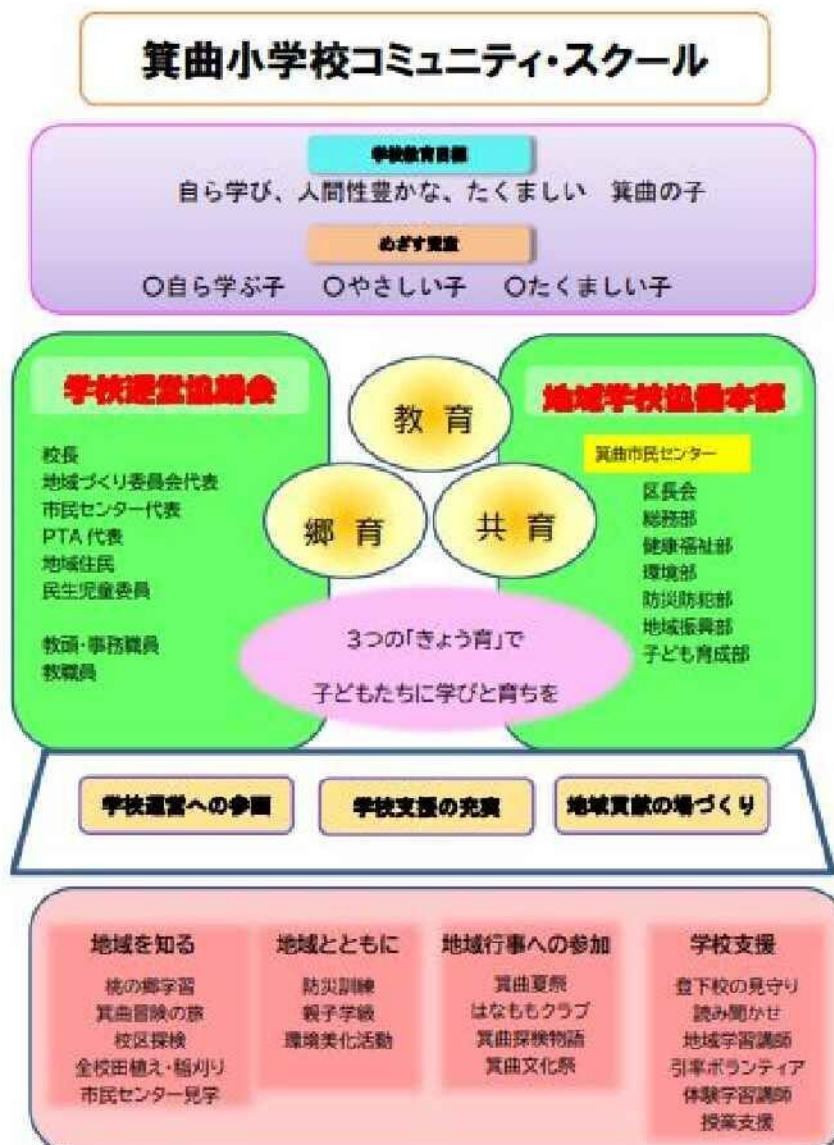 箕曲小学校コミュニティ・スクール
学校教育目標
自ら学び、人間性豊かな、たくましい　箕曲の子
めざす児童
〇自ら学ぶ子　〇やさしい子　〇たくましい子
学校運営協議会
校長
地域づくり委員会代表
市民センター代表
PTA 代表
地域住民
民生児童委員
教頭・事務職員
教職員
教 育
郷 育
共 育
3つの「きょう育」で
子どもたちに学びと育ちを
地域学校協働本部
箕曲市民センター
区長会
総務部
健康福祉部
環境部
防災防犯部
地域振興部
子ども育成部
学校運営への参画
学校支援の充実
地域貢献の場づくり
地域を知る
桃の郷学習
箕曲冒険の旅
校区探検
全校田植え・稲刈り
市民センター見学
地域とともに
防災訓練
親子学級
環境美化活動
地域行事への参加
箕曲夏祭
はなももクラブ
箕曲探検物語
箕曲文化祭
学校支援
登下校の見守り
読み聞かせ
地域学習講師
引率ボランティア
体験学習講師
授業支援